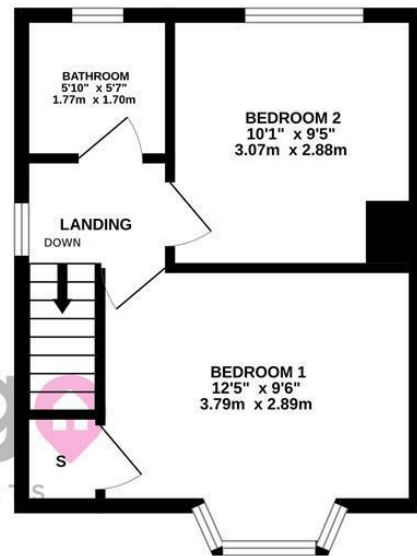 BATHROOM
5'10" x 5'7"
1.77m x 1.70m
BEDROOM 2
10'1" x 9'5"
3.07m x 2.88m
LANDING
DOWN
BEDROOM 1
12'5" x 9'6"
3.79m x 2.89m
S
g
T S